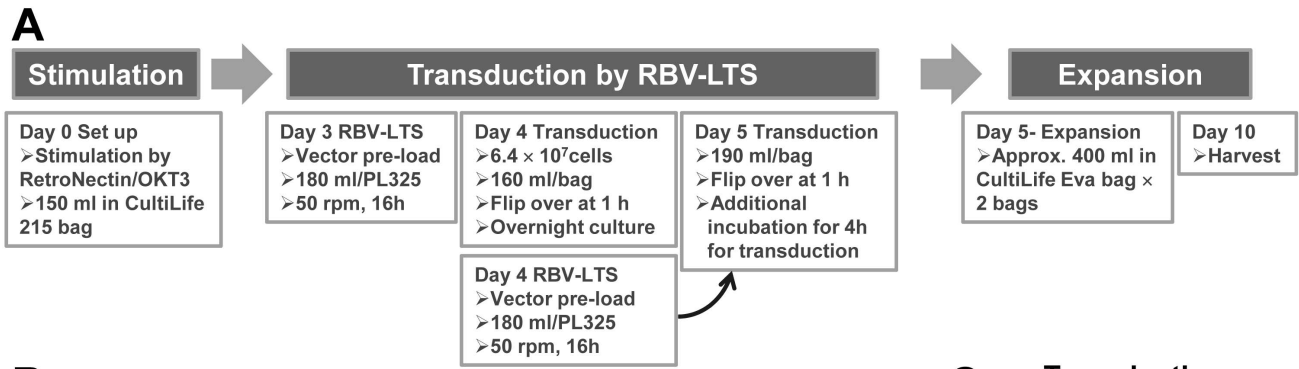 A
Stimulation
Transduction by RBV-LTS
Expansion
Day 0 Set up
➢Stimulation by
RetroNectin/OKT3
➢150 ml in CultiLife
215 bag
Day 3 RBV-LTS
➢Vector pre-load
➢180 ml/PL325
➢50 rpm, 16h
Day 4 Transduction
➢6.4 × 10⁷cells
➢160 ml/bag
➢Flip over at 1 h
➢Overnight culture
Day 4 RBV-LTS
➢Vector pre-load
➢180 ml/PL325
➢50 rpm, 16h
Day 5 Transduction
➢190 ml/bag
➢Flip over at 1 h
➢Additional
incubation for 4h
for transduction
Day 5- Expansion
➢Approx. 400 ml in
CultiLife Eva bag ×
2 bags
Day 10
➢Harvest